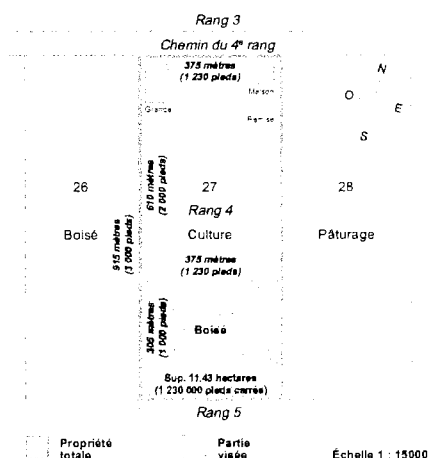 Rang 3
Chemin du 4e rang
375 mètres
(1 230 pieds)
N
Maison
O
Grange
E
Remise
S
610 mètres
(2 000 pieds)
26
27
28
Rang 4
Boisé
Culture
Pâturage
915 mètres
(3 000 pieds)
375 mètres
(1 230 pieds)
305 mètres
(1 000 pieds)
Boisé
Sup. 11,43 hectares
(1 230 000 pieds carrés)
Rang 5
Propriété
totale
Partie
visée
Échelle 1 : 15000